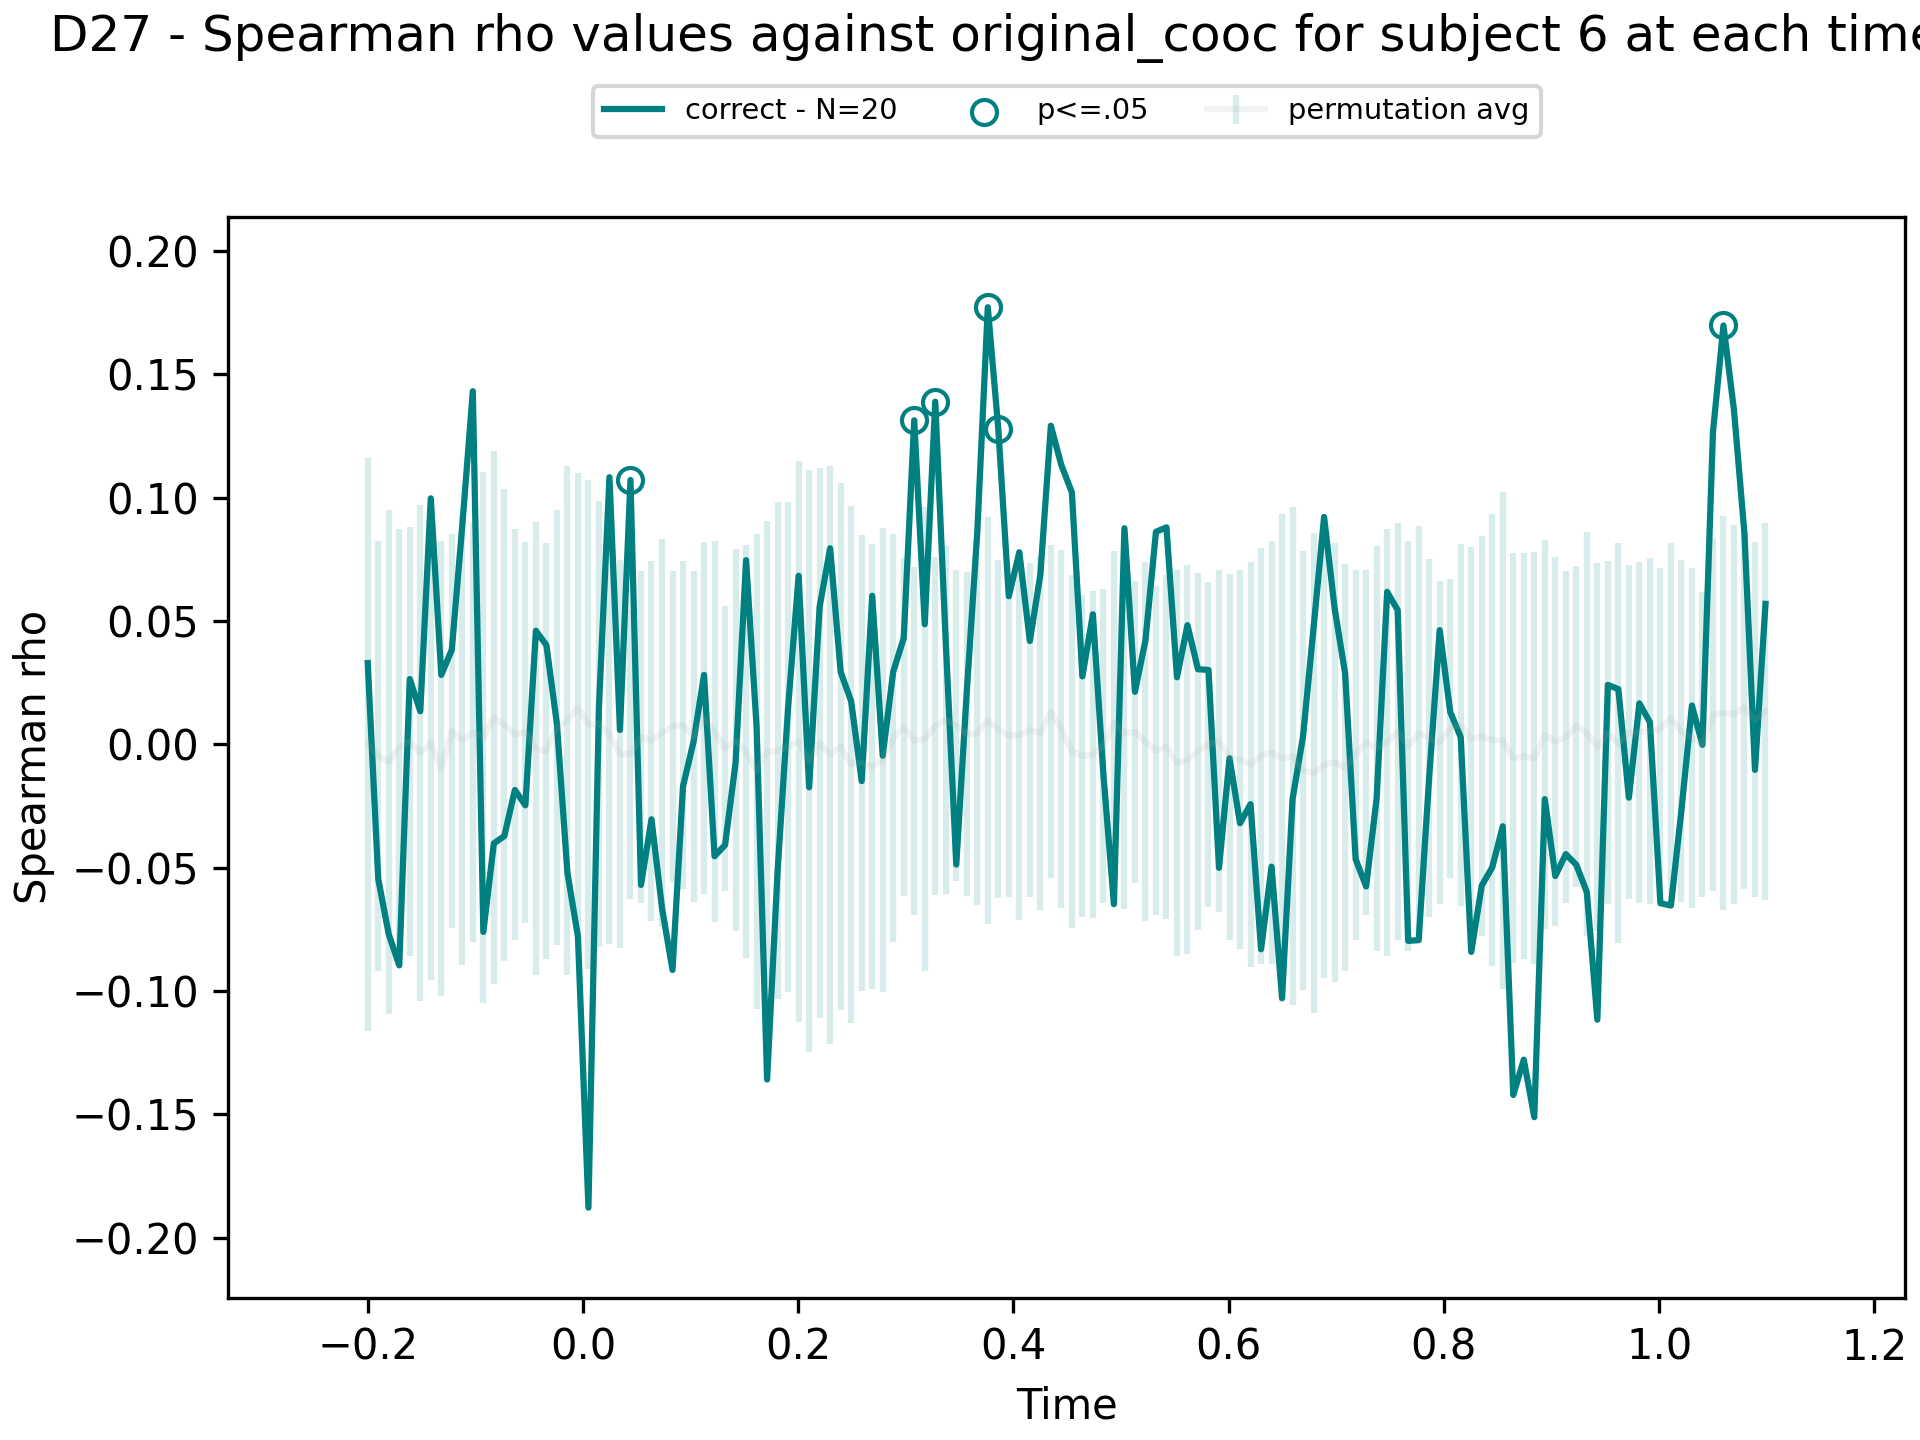 D27 - Spearman rho values against original_cooc for subject 6 at each time
correct - N=20 p<=.05 permutation avg
0.20
0.15
0.10
0.05
0.00
−0.05
−0.10
−0.15
−0.20
Spearman rho
−0.2 0.0 0.2 0.4 0.6 0.8 1.0 1.2
Time